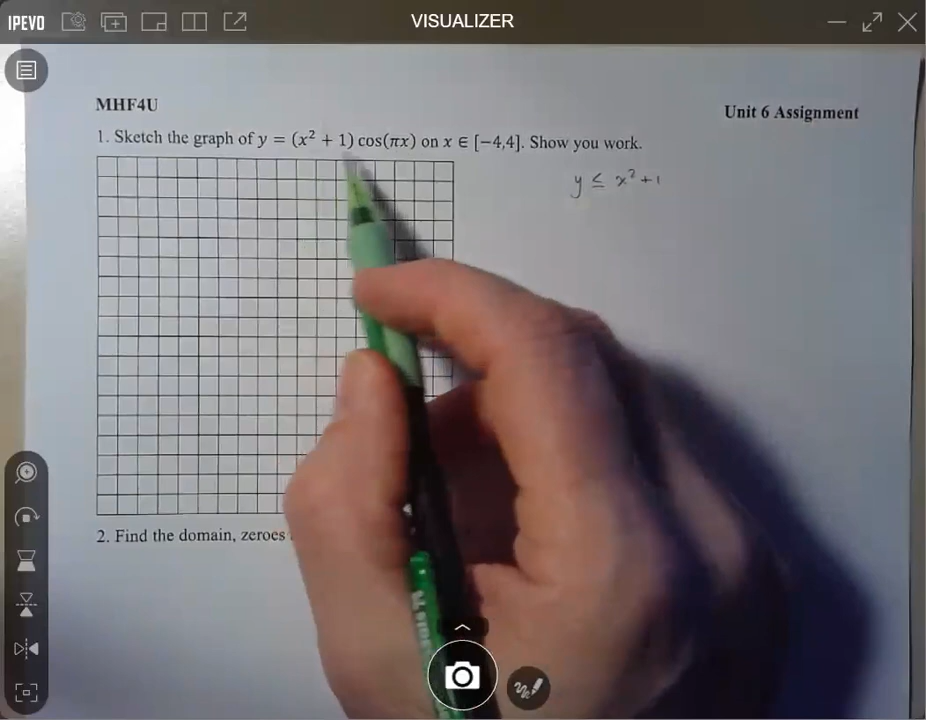 IPEVO
VISUALIZER
MHF4U
Unit 6 Assignment
1. Sketch the graph of y = (x² + 1) cos(πx) on x ∈ [−4,4]. Show you work.
y ≤ x² + 1
2. Find the domain, zeroes